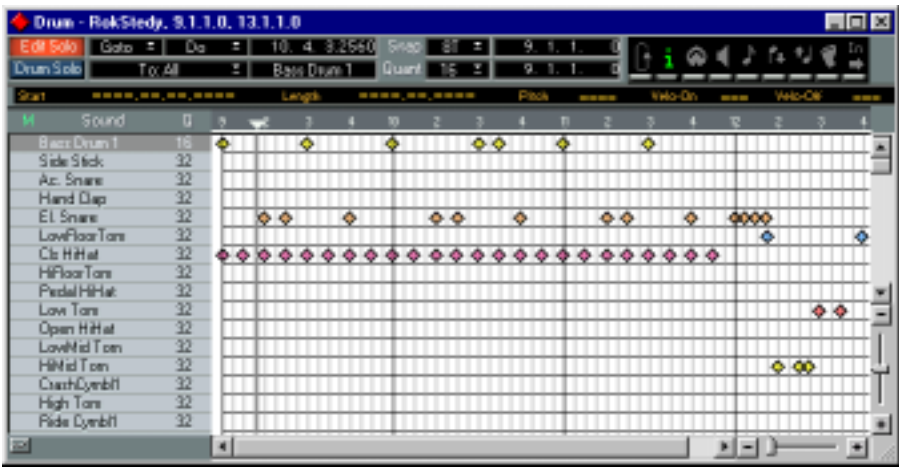 Drum - RokStedy, 9.1.1.0, 13.1.1.0
Edit Solo Goto Do 10. 4. 3.2560 Snap 8T 9. 1. 1. 0 In
Drum Solo To: All Bass Drum 1 Quant 16 9. 1. 1. 0
Start Length Pitch Velo-On Velo-Off
M Sound Q 9 2 3 4 10 2 3 4 11 2 3 4 12 2 3 4
Bass Drum 1 16
Side Stick 32
Ac. Snare 32
Hand Clap 32
El. Snare 32
LowFloorTom 32
Cls HiHat 32
HiFloorTom 32
Pedal HiHat 32
Low Tom 32
Open HiHat 32
LowMid Tom 32
HiMid Tom 32
CrashCymbl1 32
High Tom 32
Ride Cymbl1 32